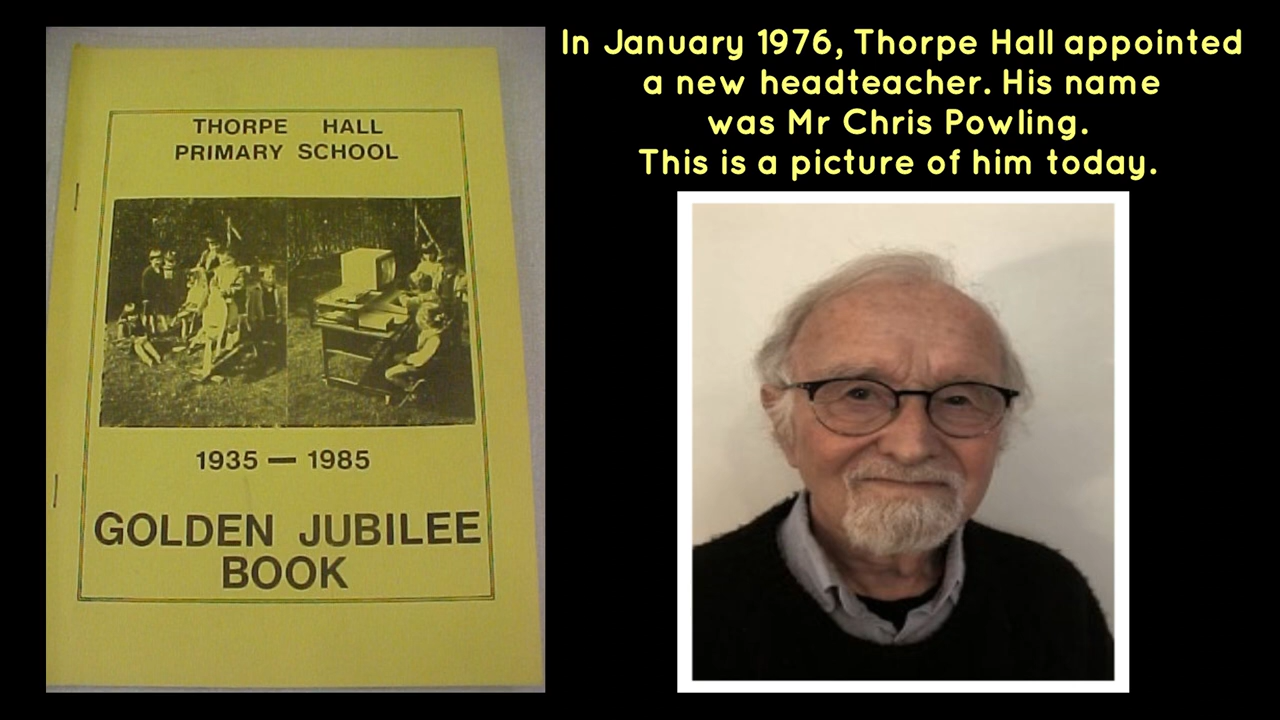 THORPE HALL
PRIMARY SCHOOL
1935 — 1985
GOLDEN JUBILEE
BOOK
In January 1976, Thorpe Hall appointed
a new headteacher. His name
was Mr Chris Powling.
This is a picture of him today.